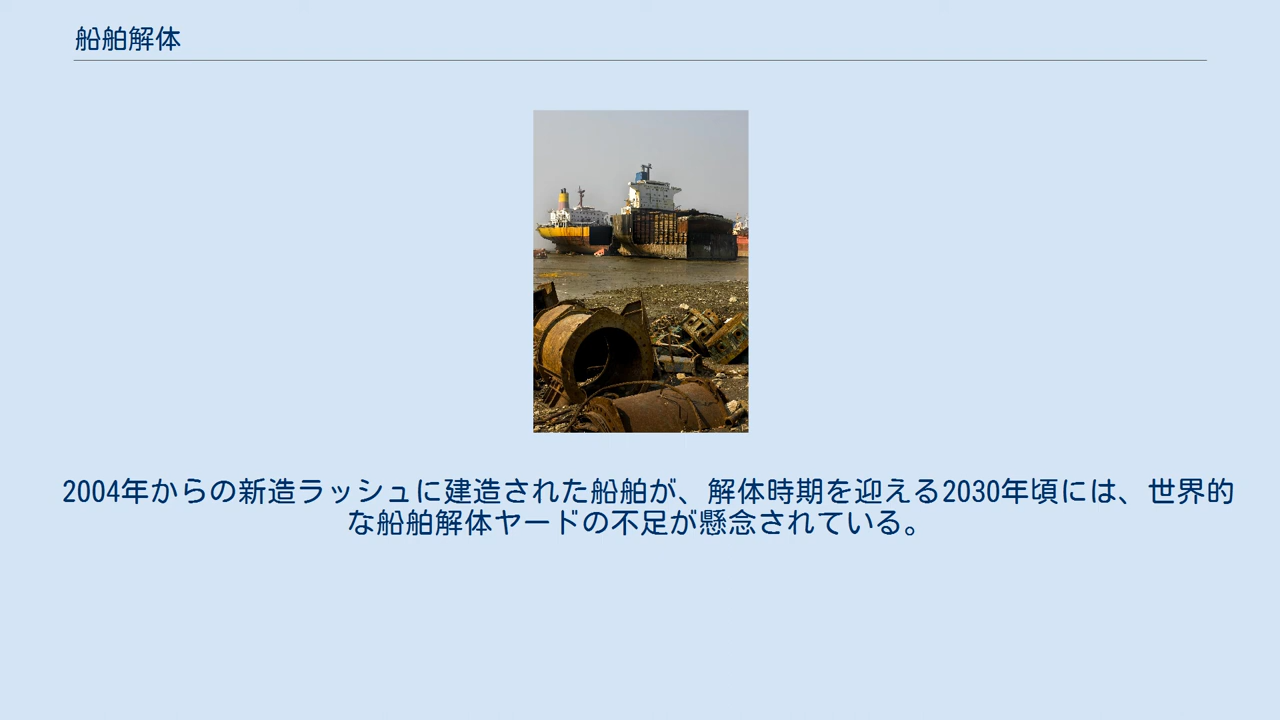 船舶解体
2004年からの新造ラッシュに建造された船舶が、解体時期を迎える2030年頃には、世界的
な船舶解体ヤードの不足が懸念されている。